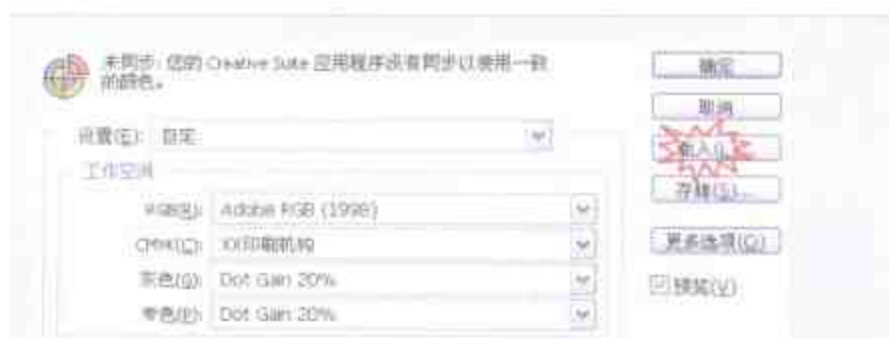 未同步: 您的 Creative Suite 应用程序没有同步以使用一致
的颜色。
设置(E): 自定
工作空间
RGB(R): Adobe RGB (1998)
CMYK(C): XX印刷机构
灰色(G): Dot Gain 20%
专色(P): Dot Gain 20%
确定
取消
载入(L)...
存储(S)...
更多选项(O)
预览(V)